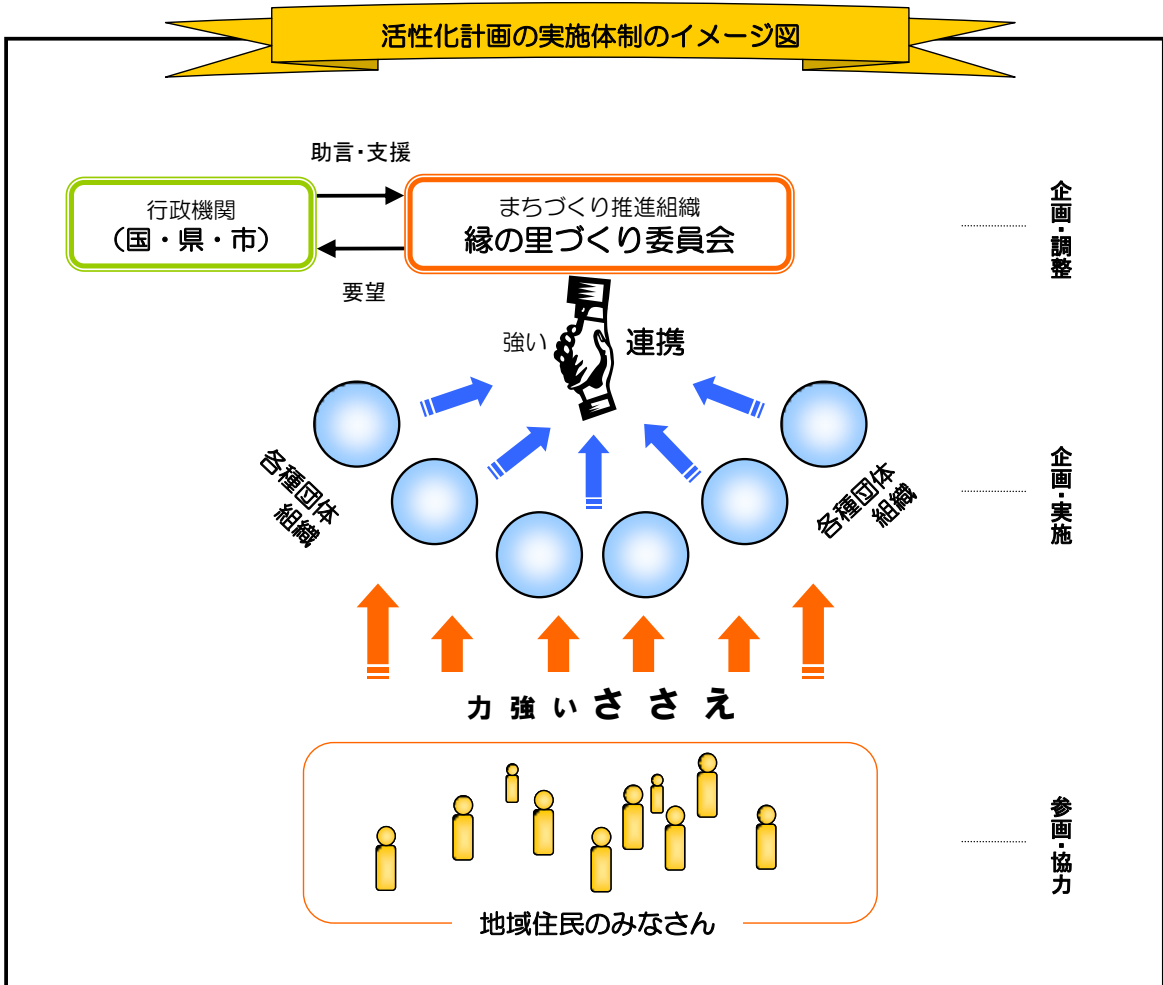 活性化計画の実施体制のイメージ図
助言・支援
行政機関
（国・県・市）
まちづくり推進組織
縁の里づくり委員会
要望
企画・調整
強い 連携
各種団体
組織
各種団体
組織
企画・実施
力強いささえ
地域住民のみなさん
参画・協力